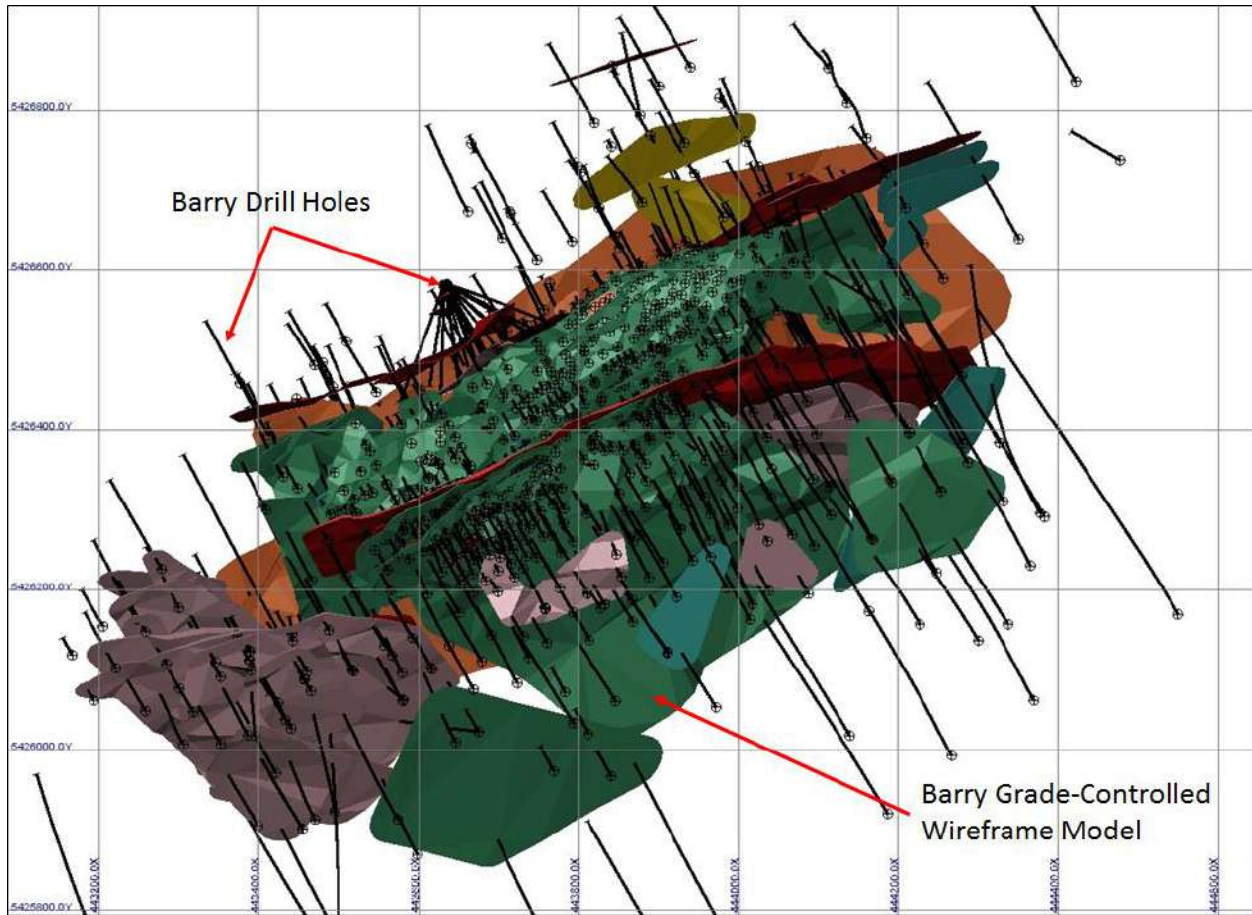 5426800.0Y
Barry Drill Holes
5426600.0Y
5426400.0Y
5426200.0Y
5426000.0Y
Barry Grade-Controlled
Wireframe Model
5425800.0Y
443200.0X
443400.0X
443600.0X
443800.0X
444000.0X
444200.0X
444400.0X
444600.0X